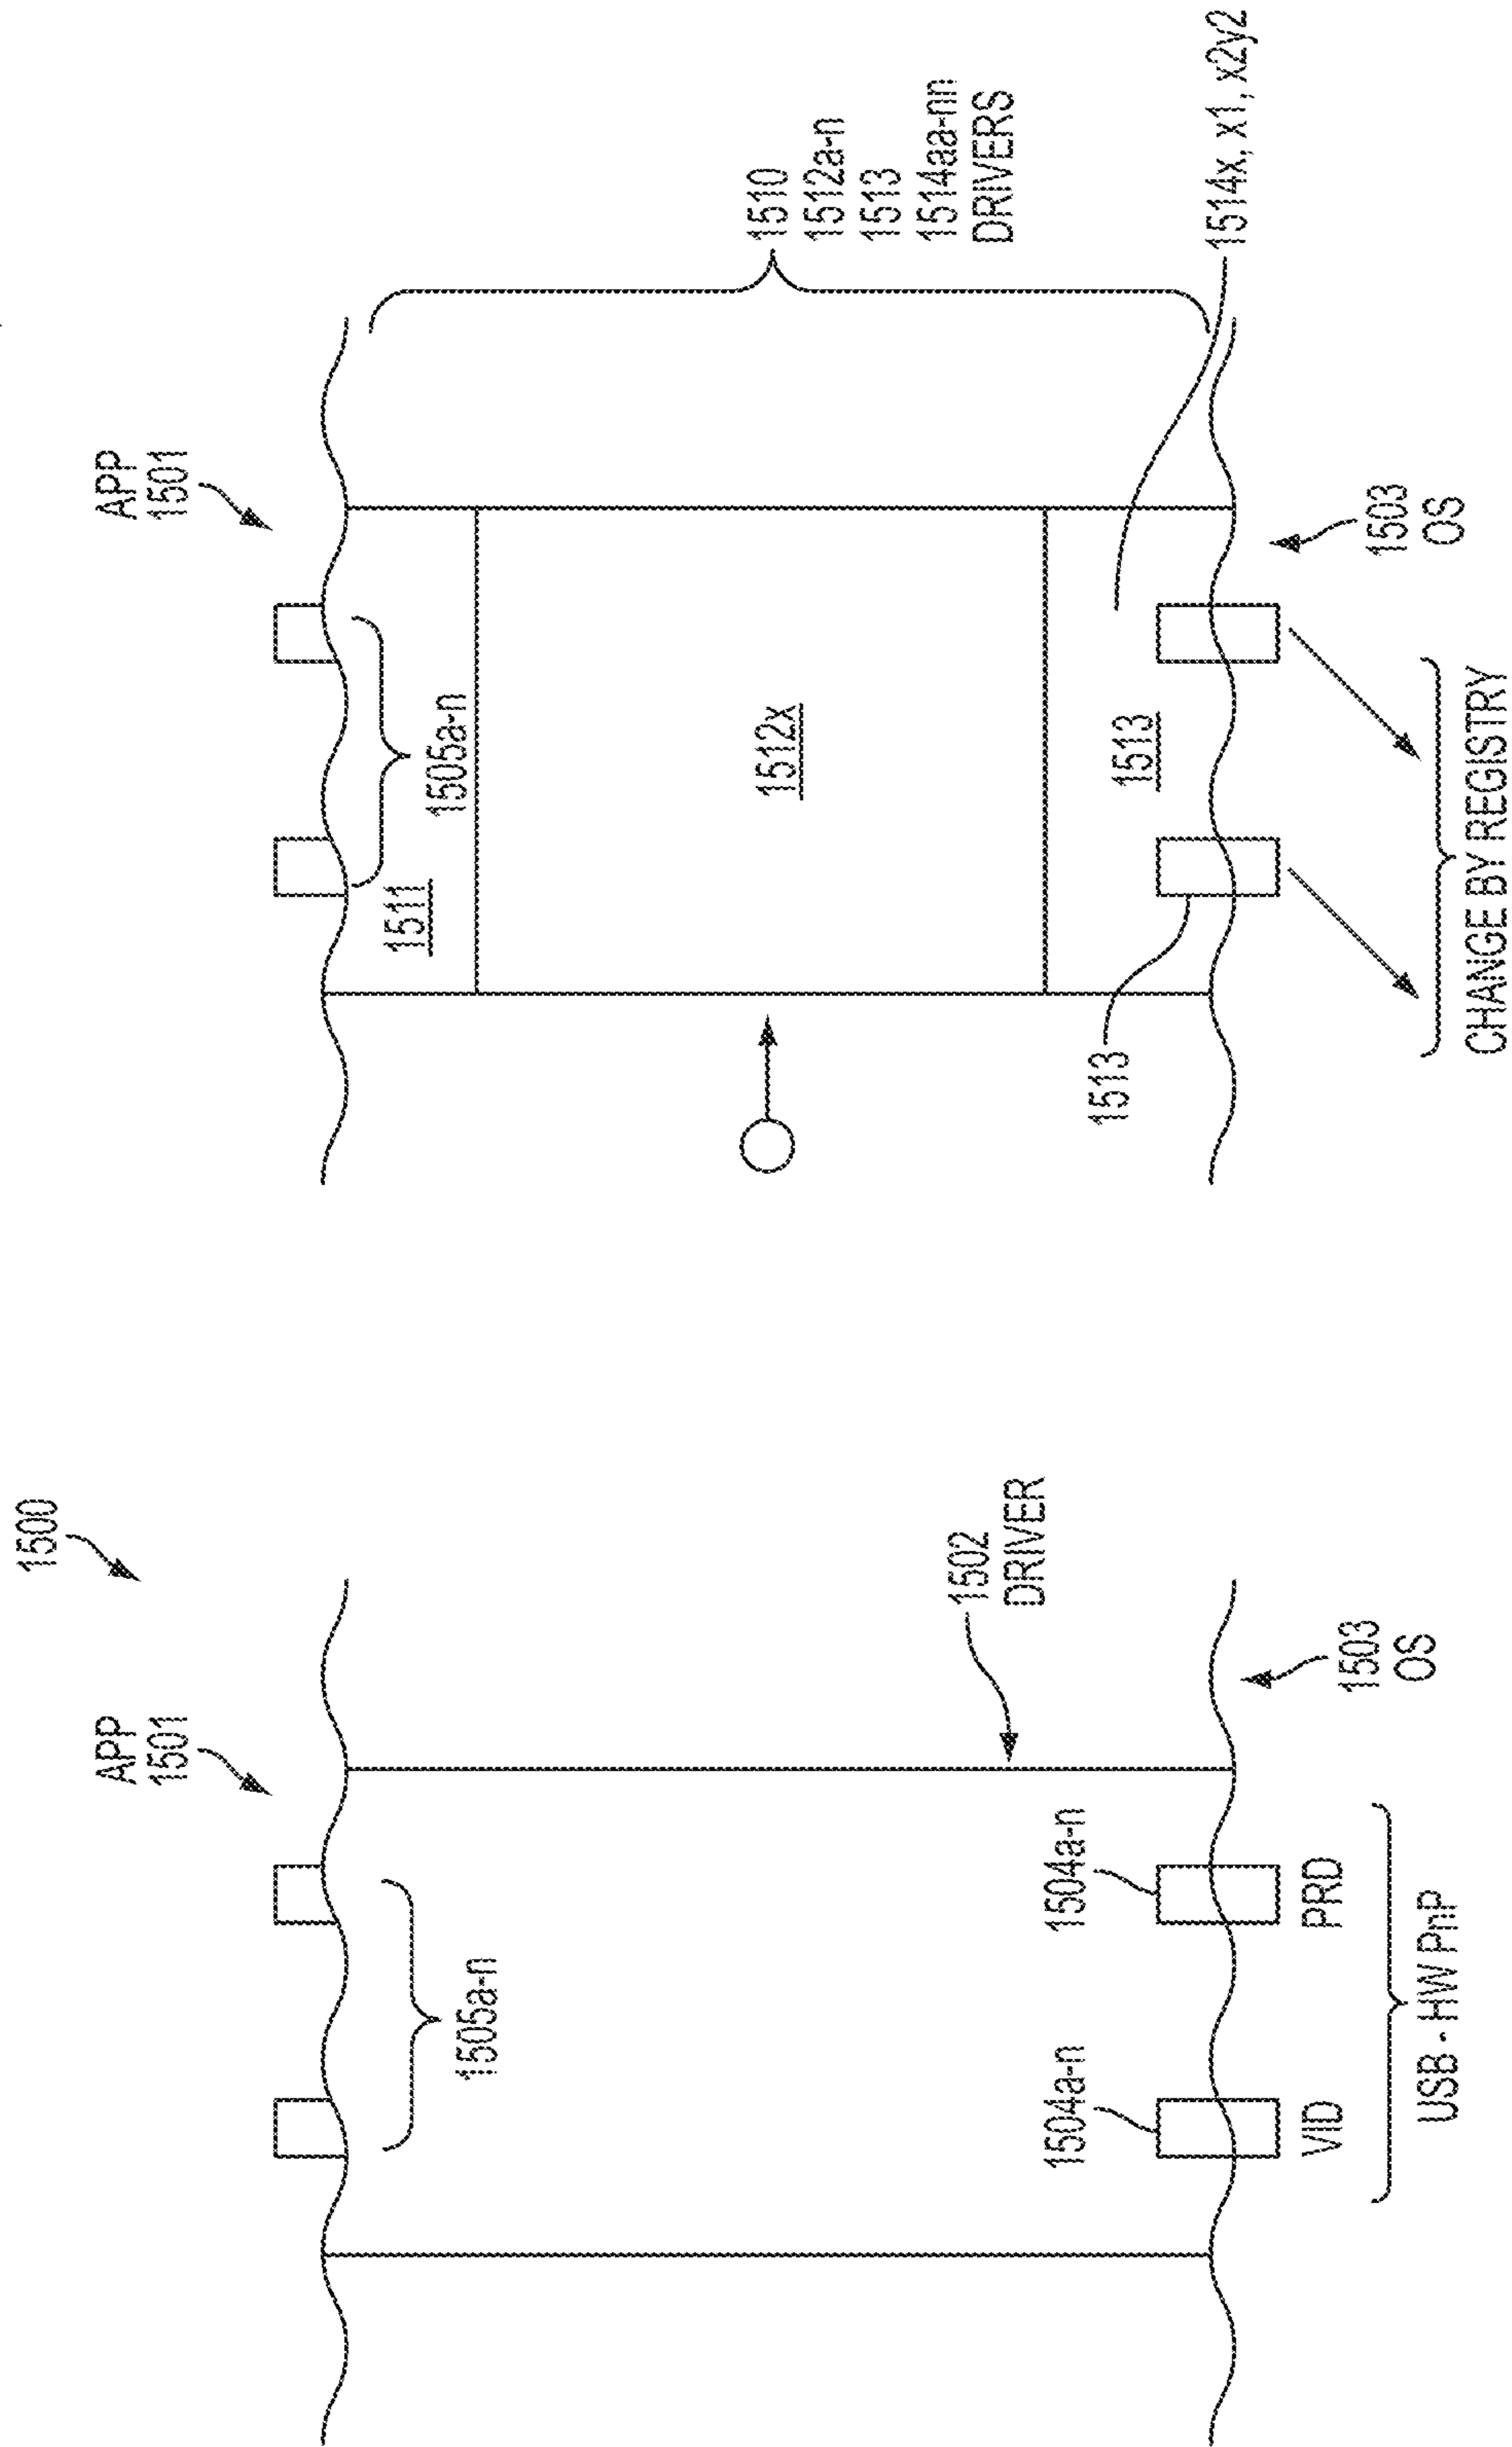 1500
APP
1501
1505a-n
1502
DRIVER
1504a-n
1504a-n
VID
PRD
USB - HW PnP
1503
OS
APP
1501
1505a-n
1511
1512x
1513
1513
1510
1512a-n
1513
1514aa-nn
DRIVERS
1514x, x1, x2y2
1503
OS
CHANGE BY REGISTRY